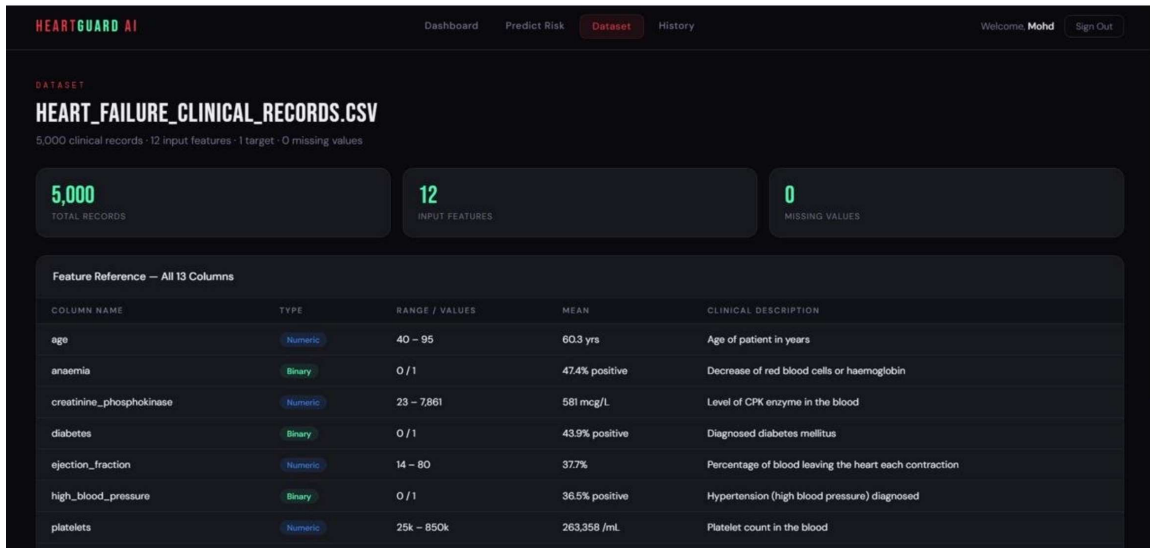 HEARTGUARD AI Dashboard Predict Risk Dataset History Welcome, Mohd Sign Out
DATASET
HEART_FAILURE_CLINICAL_RECORDS.CSV
5,000 clinical records · 12 input features · 1 target · 0 missing values
5,000 12 0
TOTAL RECORDS INPUT FEATURES MISSING VALUES
Feature Reference — All 13 Columns
COLUMN NAME TYPE RANGE / VALUES MEAN CLINICAL DESCRIPTION
age Numeric 40 – 95 60.3 yrs Age of patient in years
anaemia Binary 0 / 1 47.4% positive Decrease of red blood cells or haemoglobin
creatinine_phosphokinase Numeric 23 – 7,861 581 mcg/L Level of CPK enzyme in the blood
diabetes Binary 0 / 1 43.9% positive Diagnosed diabetes mellitus
ejection_fraction Numeric 14 – 80 37.7% Percentage of blood leaving the heart each contraction
high_blood_pressure Binary 0 / 1 36.5% positive Hypertension (high blood pressure) diagnosed
platelets Numeric 25k – 850k 263,358 /mL Platelet count in the blood